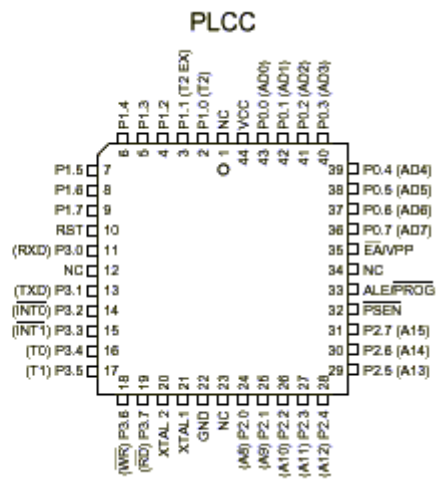 PLCC
P1.4
P1.3
P1.2
P1.1 (T2 EX)
P1.0 (T2)
NC
VCC
P0.0 (AD0)
P0.1 (AD1)
P0.2 (AD2)
P0.3 (AD3)
6 5 4 3 2 1 44 43 42 41 40
P1.5 7
P1.6 8
P1.7 9
RST 10
(RXD) P3.0 11
NC 12
(TXD) P3.1 13
(INT0) P3.2 14
(INT1) P3.3 15
(T0) P3.4 16
(T1) P3.5 17
39 P0.4 (AD4)
38 P0.5 (AD5)
37 P0.6 (AD6)
36 P0.7 (AD7)
35 EA/VPP
34 NC
33 ALE/PROG
32 PSEN
31 P2.7 (A15)
30 P2.6 (A14)
29 P2.5 (A13)
18 19 20 21 22 23 24 25 26 27 28
(WR) P3.6
(RD) P3.7
XTAL2
XTAL1
GND
NC
(A8) P2.0
(A9) P2.1
(A10) P2.2
(A11) P2.3
(A12) P2.4